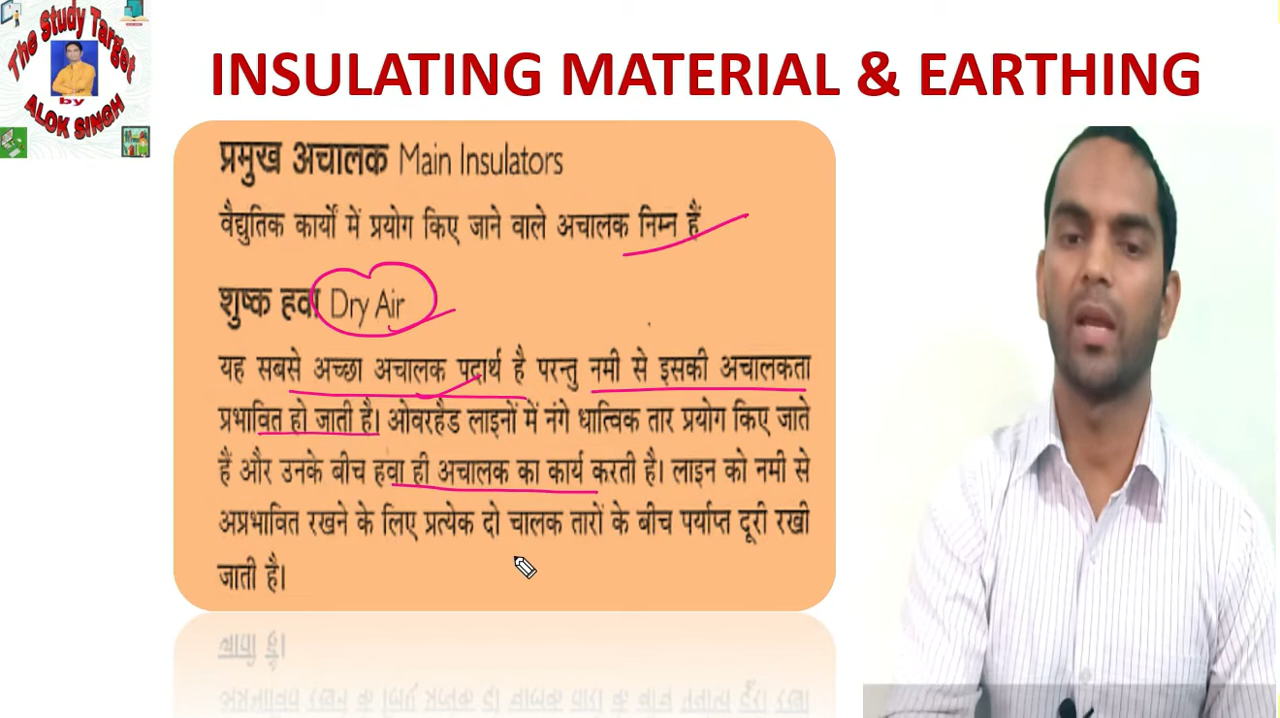 The Study Target
by
ALOK SINGH
INSULATING MATERIAL & EARTHING
प्रमुख अचालक Main Insulators
वैद्युतिक कार्यों में प्रयोग किए जाने वाले अचालक निम्न हैं
शुष्क हवा Dry Air
यह सबसे अच्छा अचालक पदार्थ है परन्तु नमी से इसकी अचालकता
प्रभावित हो जाती है। ओवरहैड लाइनों में नंगे धात्विक तार प्रयोग किए जाते
हैं और उनके बीच हवा ही अचालक का कार्य करती है। लाइन को नमी से
अप्रभावित रखने के लिए प्रत्येक दो चालक तारों के बीच पर्याप्त दूरी रखी
जाती है।